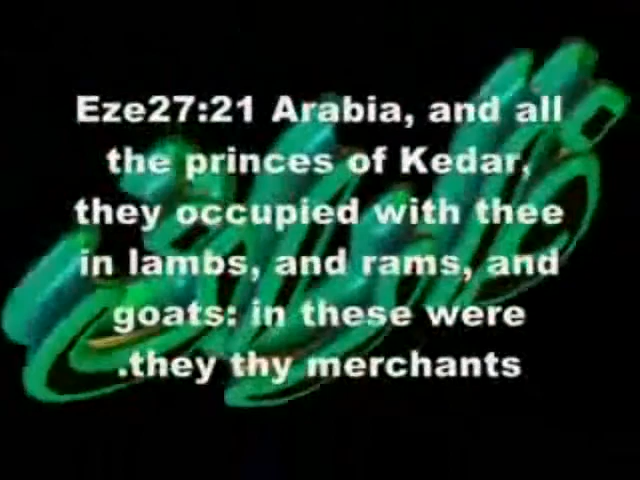 Eze27:21 Arabia, and all
the princes of Kedar,
they occupied with thee
in lambs, and rams, and
goats: in these were
.they thy merchants